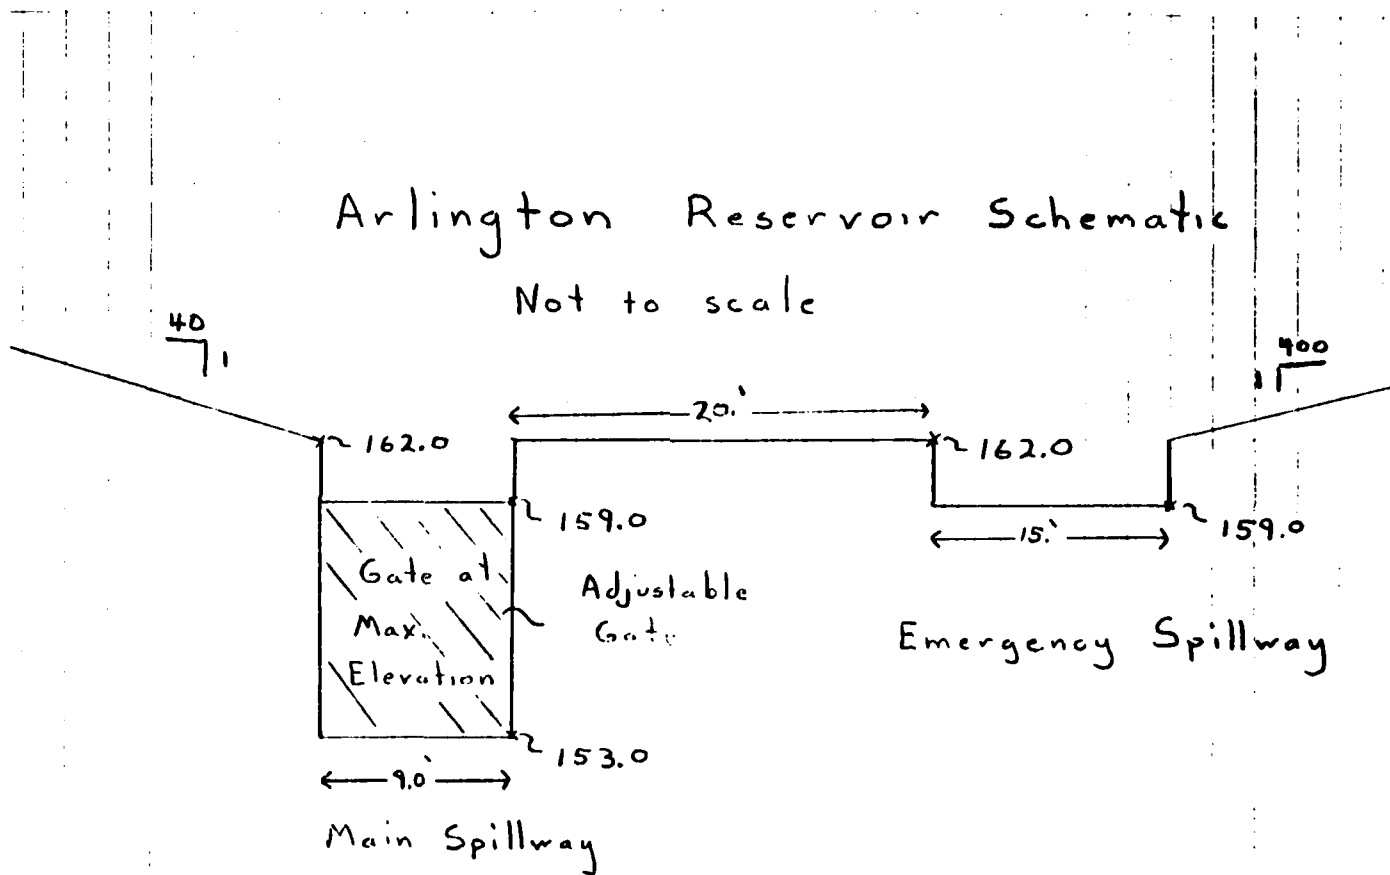 Arlington Reservoir Schematic
Not to scale
40
1
400
1
20.'
~ 162.0
~ 162.0
~ 159.0
~ 159.0
15.'
Gate at
Max.
Elevation
Adjustable
Gate
Emergency Spillway
~ 153.0
9.0'
Main Spillway